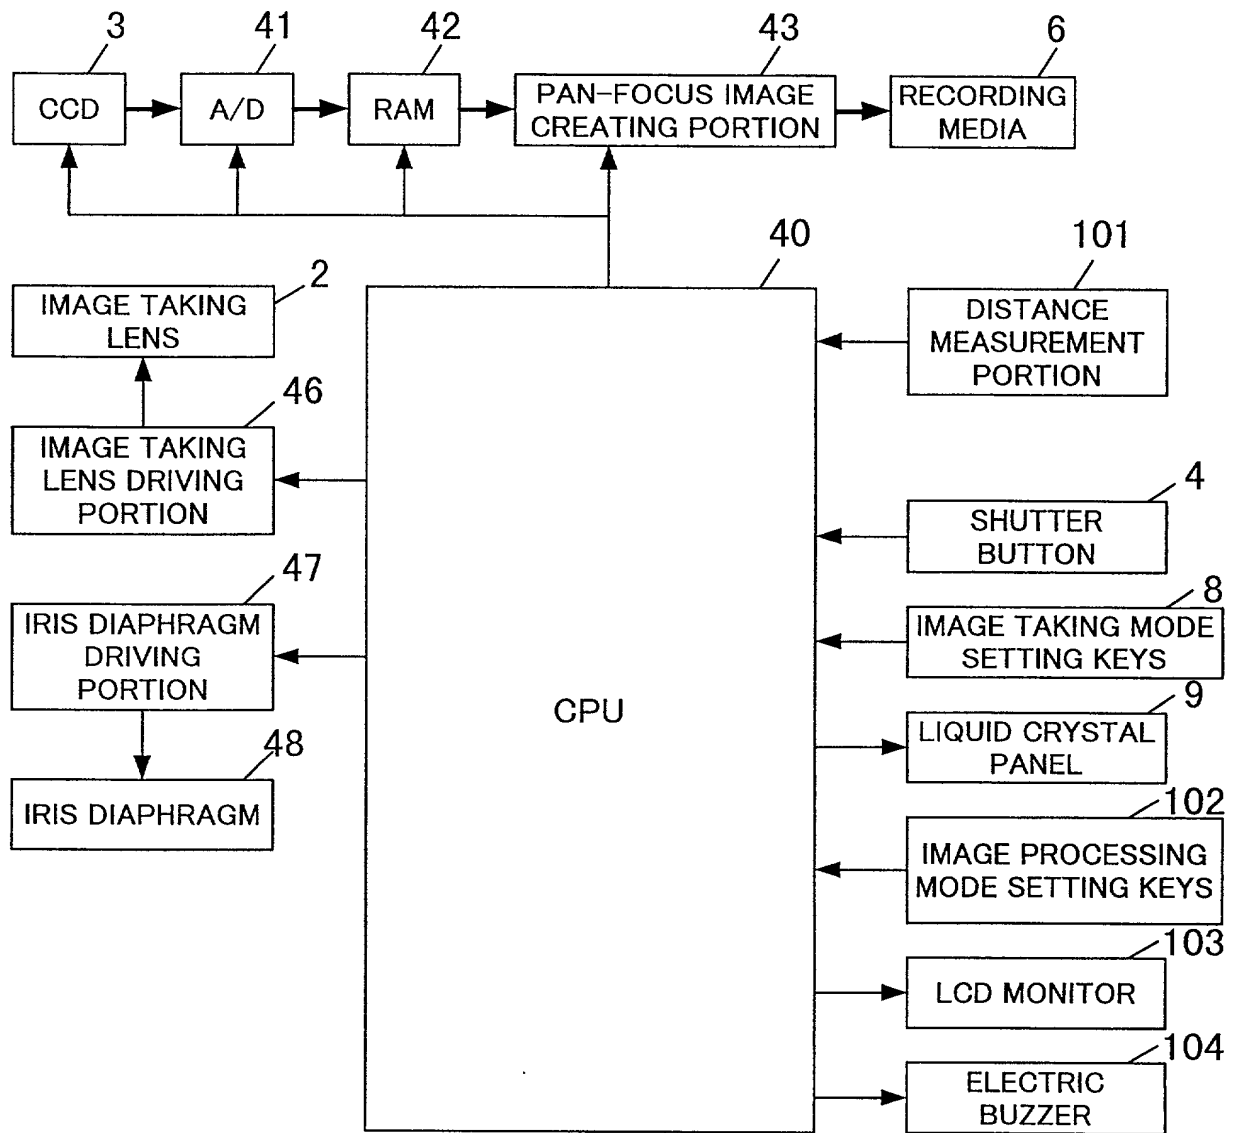 3 41 42 43 6
CCD
A/D
RAM
PAN-FOCUS IMAGE
CREATING PORTION
RECORDING
MEDIA
40
101
2
IMAGE TAKING
LENS
DISTANCE
MEASUREMENT
PORTION
46
IMAGE TAKING
LENS DRIVING
PORTION
4
SHUTTER
BUTTON
47
IRIS DIAPHRAGM
DRIVING
PORTION
8
IMAGE TAKING MODE
SETTING KEYS
CPU
9
LIQUID CRYSTAL
PANEL
48
IRIS DIAPHRAGM
102
IMAGE PROCESSING
MODE SETTING KEYS
103
LCD MONITOR
104
ELECTRIC
BUZZER